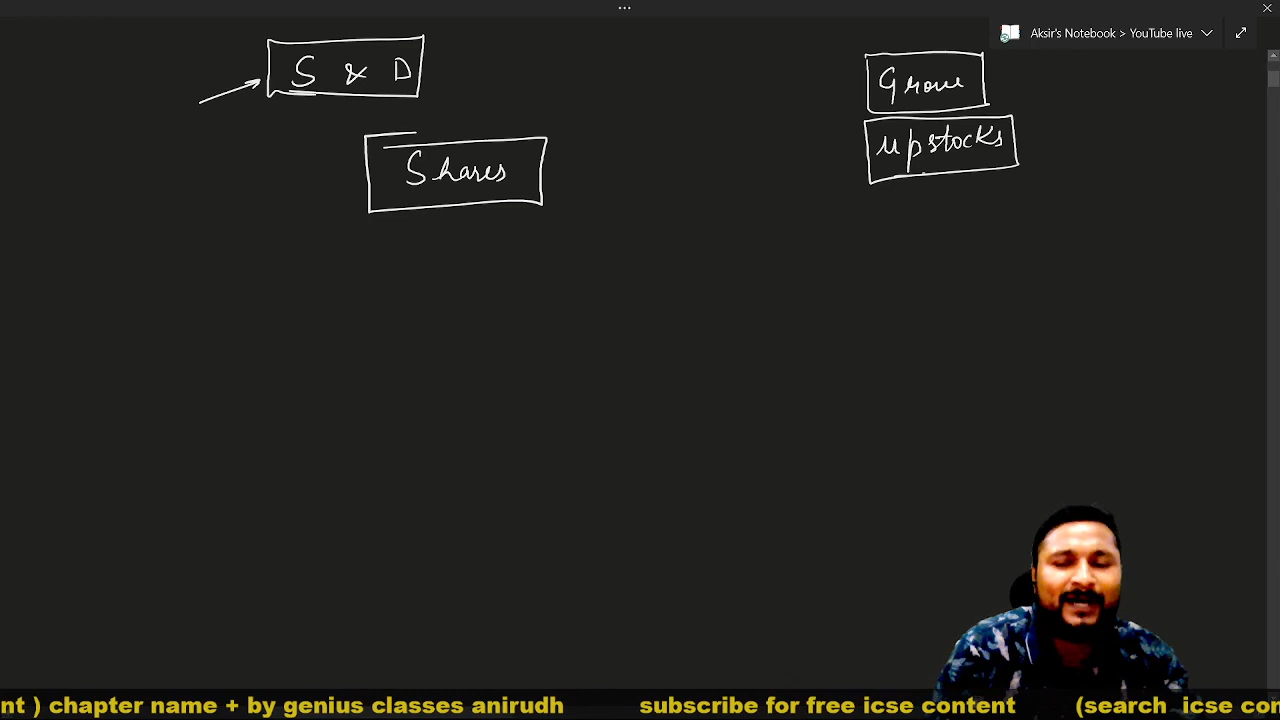 Aksir's Notebook > YouTube live
S & D
Grow
upstocks
Shares
nt ) chapter name + by genius classes anirudh subscribe for free icse content (search icse con